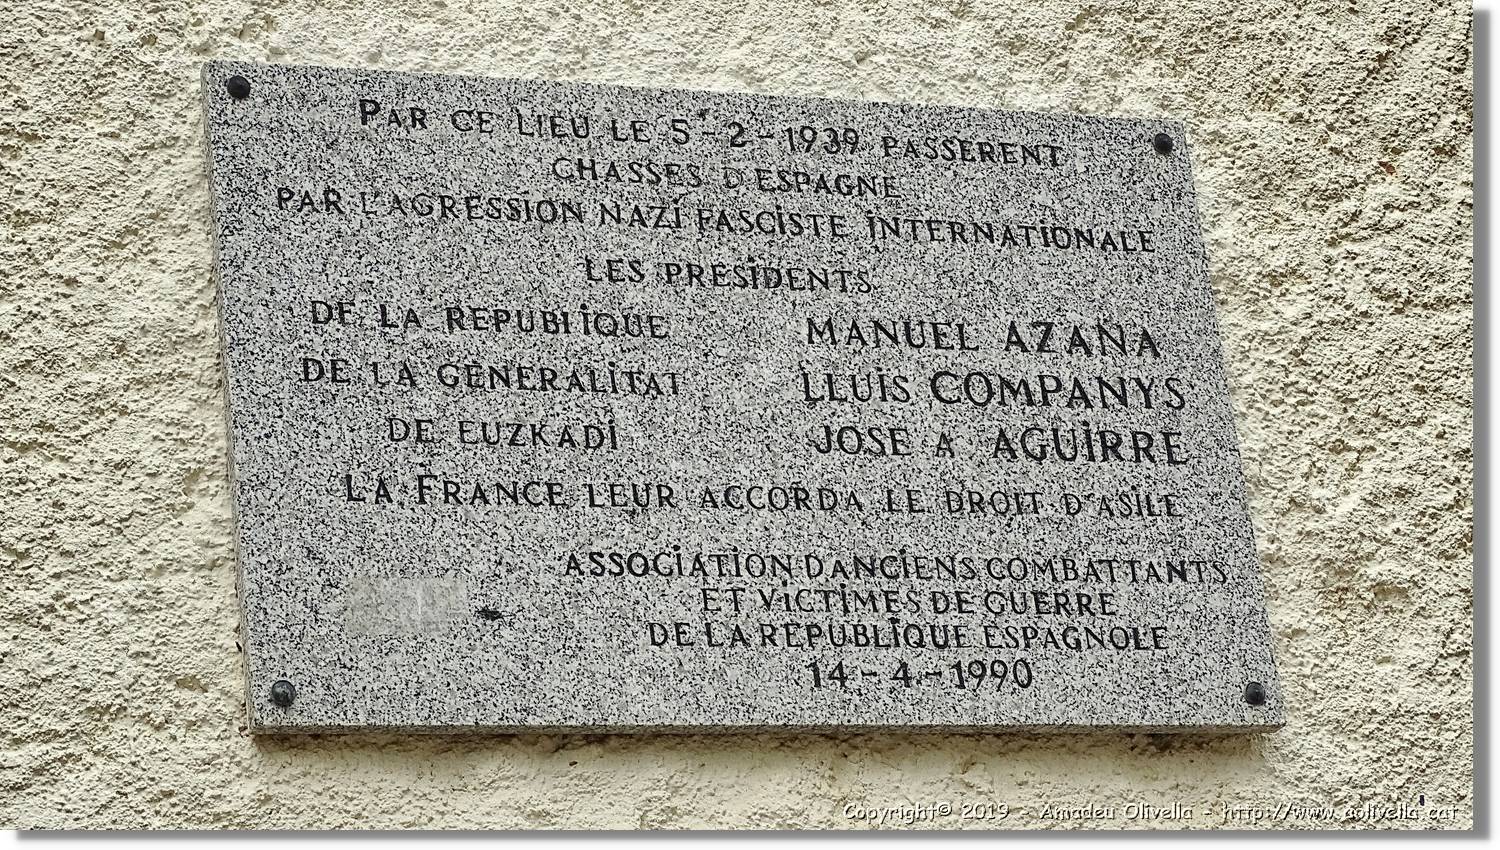 PAR CE LIEU LE 5 - 2 - 1939 PASSERENT
CHASSES D'ESPAGNE
PAR L'AGRESSION NAZI FASCISTE INTERNATIONALE
LES PRESIDENTS
DE LA REPUBLIQUE MANUEL AZAÑA
DE LA GENERALITAT LLUIS COMPANYS
DE EUZKADI JOSE A AGUIRRE
LA FRANCE LEUR ACCORDA LE DROIT D'ASILE
ASSOCIATION D'ANCIENS COMBATTANTS
ET VICTIMES DE GUERRE
DE LA REPUBLIQUE ESPAGNOLE
14 - 4 - 1990
Copyright© 2019 - Amadeu Olivella - http://www.aolivella.cat